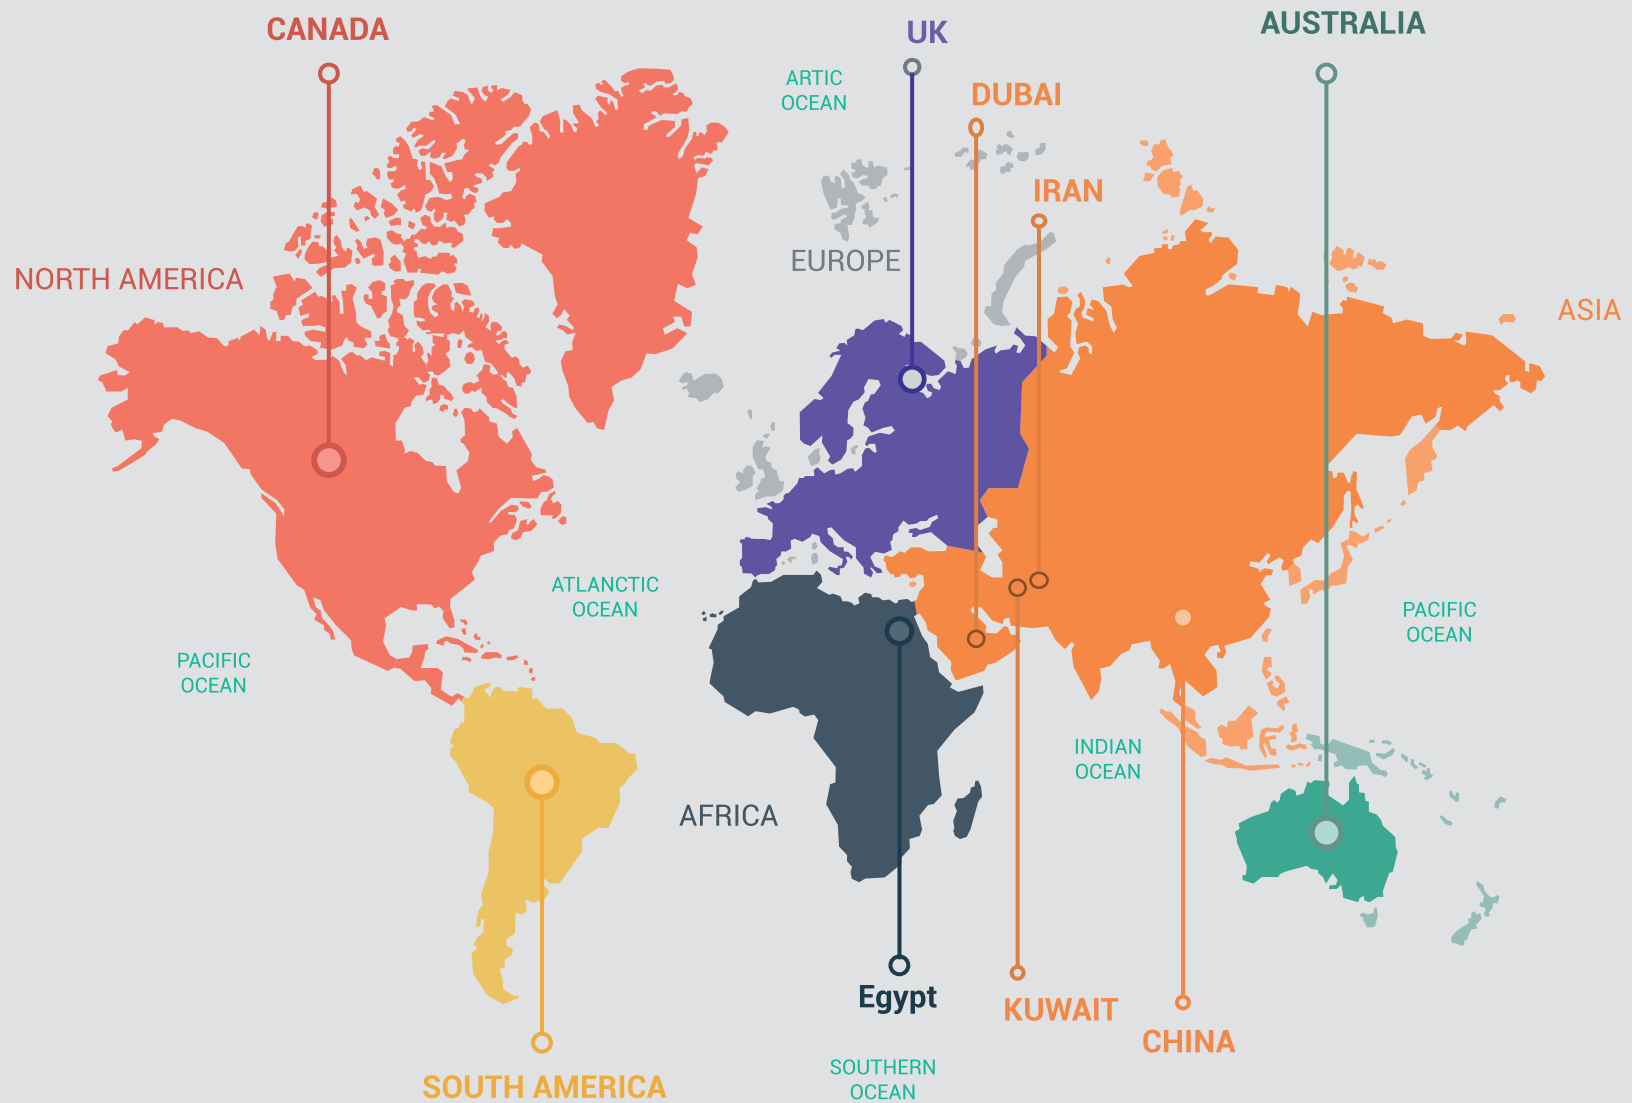 CANADA
UK
AUSTRALIA
ARTIC
OCEAN
DUBAI
IRAN
EUROPE
NORTH AMERICA
ASIA
ATLANCTIC
OCEAN
PACIFIC
OCEAN
PACIFIC
OCEAN
INDIAN
OCEAN
AFRICA
Egypt
KUWAIT
CHINA
SOUTHERN
OCEAN
SOUTH AMERICA